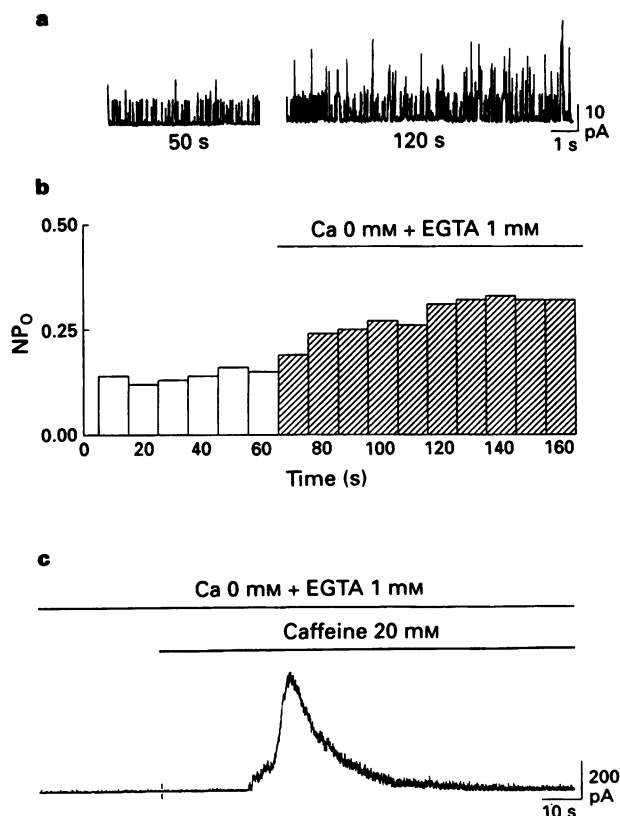 a
50 s
120 s
10
pA
1 s
b
Ca 0 mM + EGTA 1 mM
0.50
0.25
0.00
NPO
0 20 40 60 80 100 120 140 160
Time (s)
c
Ca 0 mM + EGTA 1 mM
Caffeine 20 mM
200
pA
10 s